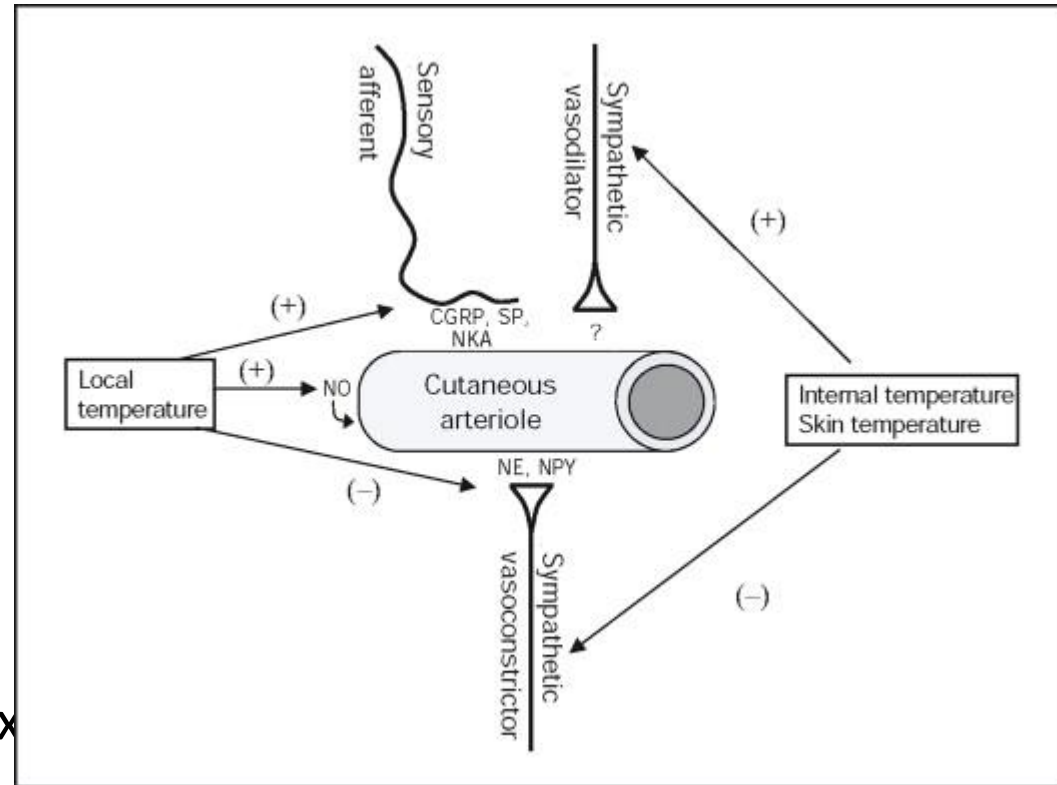 Sensory
afferent
Sympathetic
vasodilator
(+)
(+)
CGRP, SP,
NKA
?
Local
temperature
(+)
NO
Cutaneous
arteriole
Internal temperature
Skin temperature
(–)
NE, NPY
Sympathetic
vasoconstrictor
(–)
x